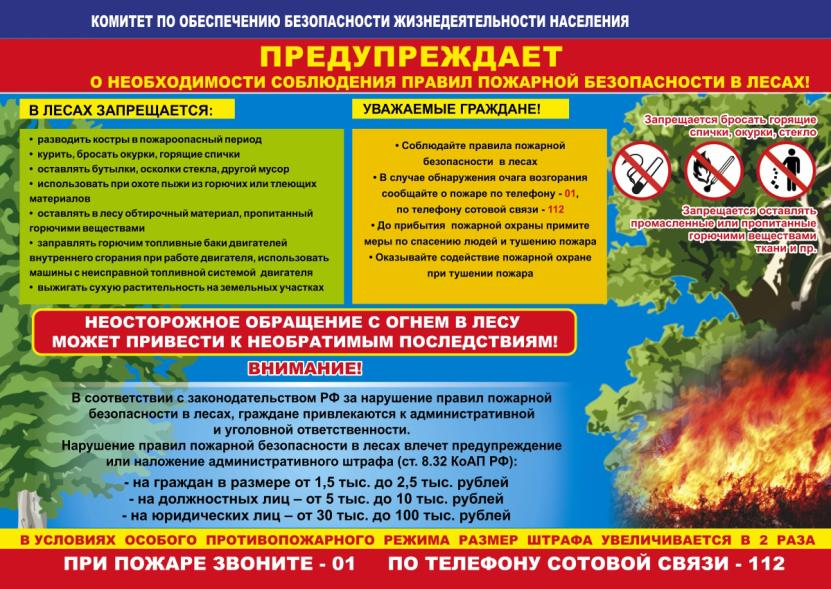 КОМИТЕТ ПО ОБЕСПЕЧЕНИЮ БЕЗОПАСНОСТИ ЖИЗНЕДЕЯТЕЛЬНОСТИ НАСЕЛЕНИЯ
ПРЕДУПРЕЖДАЕТ
О НЕОБХОДИМОСТИ СОБЛЮДЕНИЯ ПРАВИЛ ПОЖАРНОЙ БЕЗОПАСНОСТИ В ЛЕСАХ!
В ЛЕСАХ ЗАПРЕЩАЕТСЯ:
• разводить костры в пожароопасный период
• курить, бросать окурки, горящие спички
• оставлять бутылки, осколки стекла, другой мусор
• использовать при охоте пыжи из горючих или тлеющих
материалов
• оставлять в лесу обтирочный материал, пропитанный
горючими веществами
• заправлять горючим топливные баки двигателей
внутреннего сгорания при работе двигателя, использовать
машины с неисправной топливной системой двигателя
• выжигать сухую растительность на земельных участках
УВАЖАЕМЫЕ ГРАЖДАНЕ!
• Соблюдайте правила пожарной
безопасности в лесах
• В случае обнаружения очага возгорания
сообщайте о пожаре по телефону - 01,
по телефону сотовой связи - 112
• До прибытия пожарной охраны примите
меры по спасению людей и тушению пожара
• Оказывайте содействие пожарной охране
при тушении пожара
Запрещается бросать горящие
спички, окурки, стекло
Запрещается оставлять
промасленные или пропитанные
горючими веществами
ткани и пр.
НЕОСТОРОЖНОЕ ОБРАЩЕНИЕ С ОГНЕМ В ЛЕСУ
МОЖЕТ ПРИВЕСТИ К НЕОБРАТИМЫМ ПОСЛЕДСТВИЯМ!
ВНИМАНИЕ!
В соответствии с законодательством РФ за нарушение правил пожарной
безопасности в лесах, граждане привлекаются к административной
и уголовной ответственности.
Нарушение правил пожарной безопасности в лесах влечет предупреждение
или наложение административного штрафа (ст. 8.32 КоАП РФ):
- на граждан в размере от 1,5 тыс. до 2,5 тыс. рублей
- на должностных лиц – от 5 тыс. до 10 тыс. рублей
- на юридических лиц – от 30 тыс. до 100 тыс. рублей
В УСЛОВИЯХ ОСОБОГО ПРОТИВОПОЖАРНОГО РЕЖИМА РАЗМЕР ШТРАФА УВЕЛИЧИВАЕТСЯ В 2 РАЗА
ПРИ ПОЖАРЕ ЗВОНИТЕ - 01 ПО ТЕЛЕФОНУ СОТОВОЙ СВЯЗИ - 112